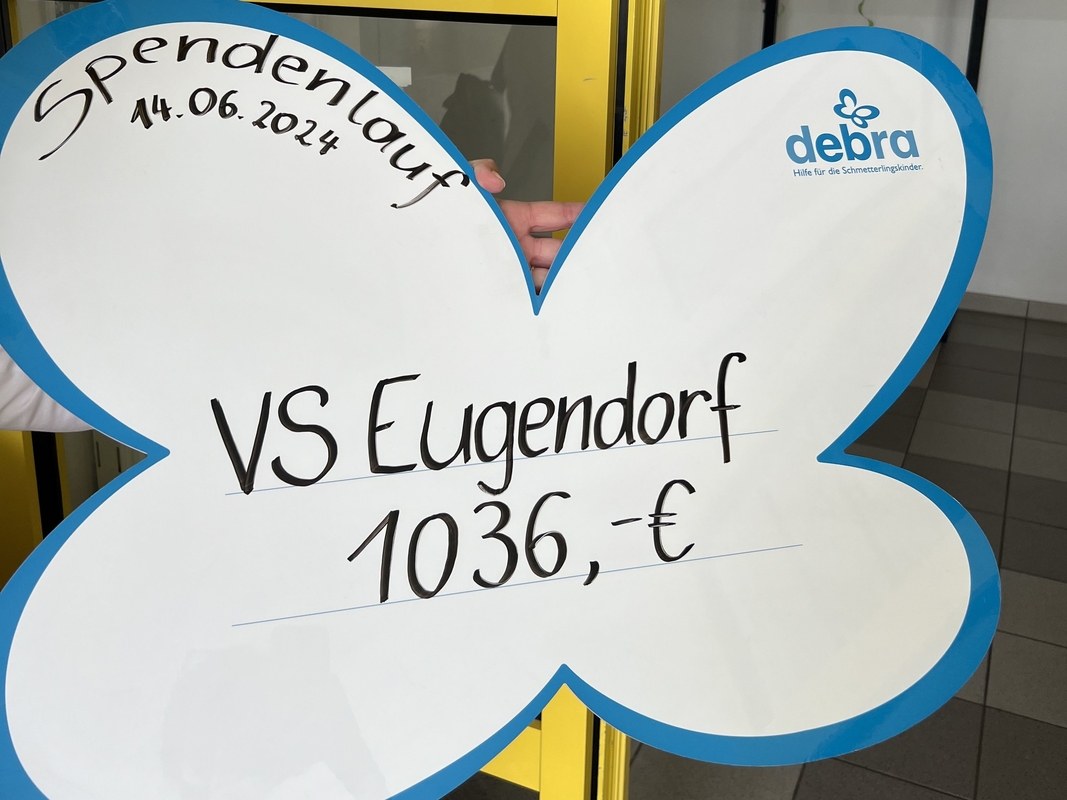 Spendenlauf
14.06.2024
debra
Hilfe für die Schmetterlingskinder.
VS Eugendorf
1036,-€